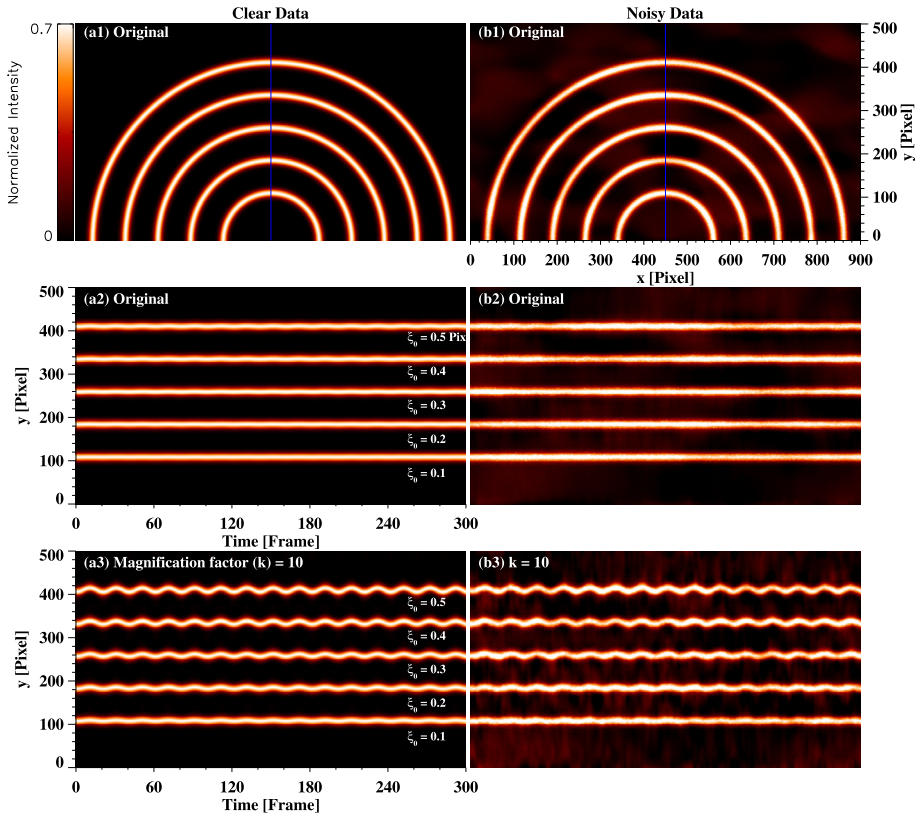 Clear Data
Noisy Data
0.7
Normalized Intensity
0
(a1) Original
(b1) Original
500
400
300
200
100
0
y [Pixel]
0 100 200 300 400 500 600 700 800 900
x [Pixel]
(a2) Original
(b2) Original
500
400
300
200
100
0
y [Pixel]
ξ₀ = 0.5 Pix
ξ₀ = 0.4
ξ₀ = 0.3
ξ₀ = 0.2
ξ₀ = 0.1
0 60 120 180 240 300
Time [Frame]
(a3) Magnification factor (k) = 10
(b3) k = 10
500
400
300
200
100
0
y [Pixel]
ξ₀ = 0.5
ξ₀ = 0.4
ξ₀ = 0.3
ξ₀ = 0.2
ξ₀ = 0.1
0 60 120 180 240 300
Time [Frame]